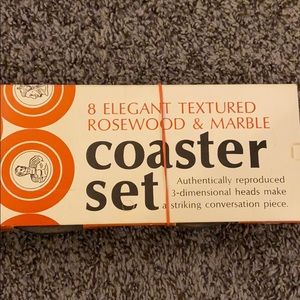 8 ELEGANT TEXTURED
ROSEWOOD & MARBLE
coaster
set
Authentically reproduced
3-dimensional heads make
a striking conversation piece.